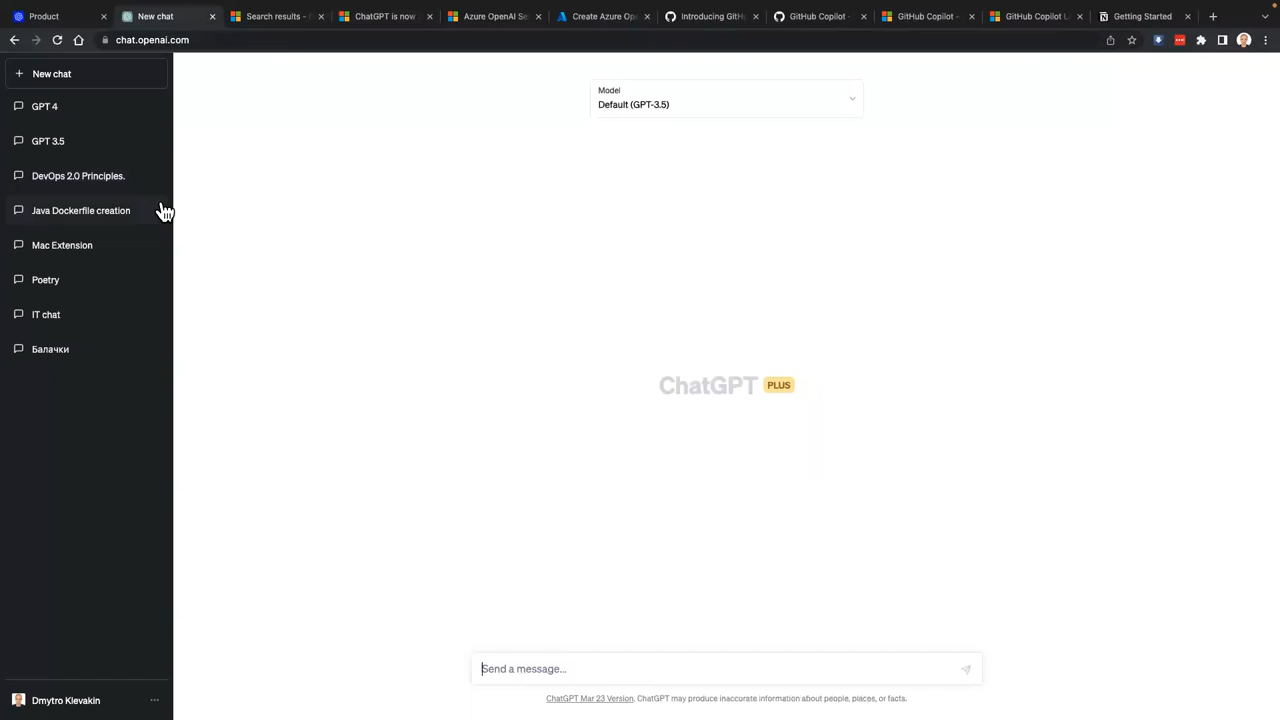 Product
New chat
Search results - 
ChatGPT is now
Azure OpenAI Se
Create Azure Op
Introducing GitH
GitHub Copilot ·
GitHub Copilot -
GitHub Copilot L
Getting Started
chat.openai.com
New chat
GPT 4
GPT 3.5
DevOps 2.0 Principles.
Java Dockerfile creation
Mac Extension
Poetry
IT chat
Балачки
Model
Default (GPT-3.5)
ChatGPT PLUS
Send a message...
ChatGPT Mar 23 Version. ChatGPT may produce inaccurate information about people, places, or facts.
Dmytro Klevakin